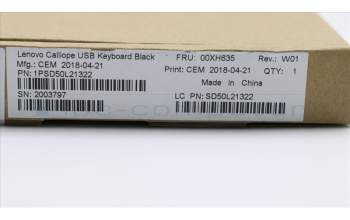 Lenovo Calliope USB Keyboard Black FRU: 00XH635 Rev.: W01
Mfg.: CEM 2018-04-21 Print: CEM 2018-04-21 QTY: 1
PN: 1PSD50L21322 Made in China
SN: 2003797 LC PN: SD50L21322